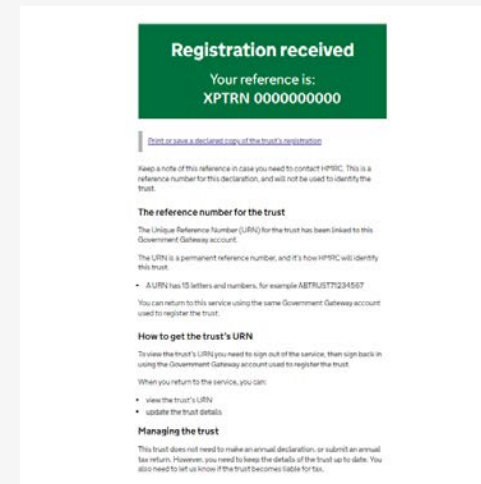 Registration received
Your reference is:
XPTRN 0000000000
Print or save a declared copy of the trust's registration
Keep a note of this reference in case you need to contact HMRC. This is a
reference number for this declaration, and will not be used to identify the
trust.
The reference number for the trust
The Unique Reference Number (URN) for the trust has been linked to this
Government Gateway account.
The URN is a permanent reference number, and it's how HMRC will identify
this trust.
• A URN has 15 letters and numbers, for example ABTRUST71234567
You can return to this service using the same Government Gateway account
used to register the trust.
How to get the trust's URN
To view the trust's URN you need to sign out of the service, then sign back in
using the Government Gateway account used to register the trust.
When you return to the service, you can:
• view the trust's URN
• update the trust details
Managing the trust
This trust does not need to make an annual declaration, or submit an annual
tax return. However, you need to keep the details of the trust up to date. You
also need to let us know if the trust becomes liable for tax.